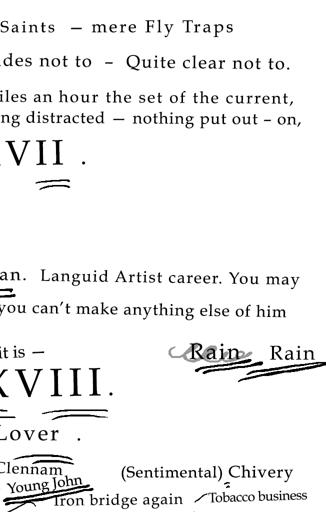 Saints — mere Fly Traps
ides not to – Quite clear not to.
iles an hour the set of the current,
ng distracted — nothing put out – on,
VII .
an. Languid Artist career. You may
you can't make anything else of him
it is —
Rain Rain
XVIII.
Lover .
Clennam (Sentimental) Chivery
Young John
Iron bridge again Tobacco business